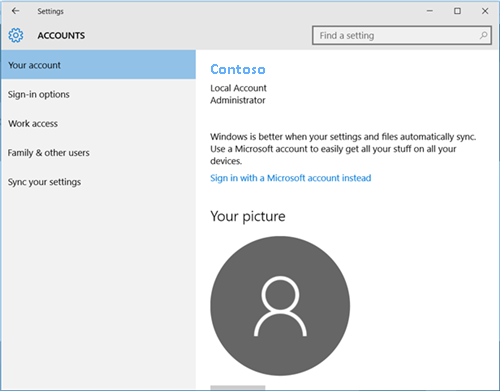 Settings
ACCOUNTS
Find a setting
Your account
Sign-in options
Work access
Family & other users
Sync your settings
Contoso
Local Account
Administrator
Windows is better when your settings and files automatically sync.
Use a Microsoft account to easily get all your stuff on all your
devices.
Sign in with a Microsoft account instead
Your picture